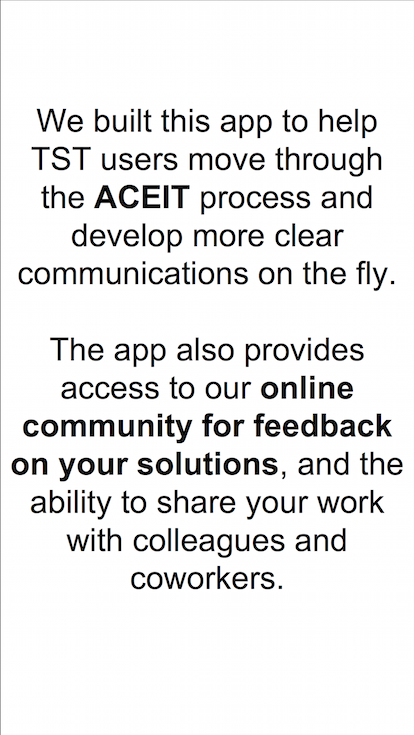 We built this app to help
TST users move through
the ACEIT process and
develop more clear
communications on the fly.
The app also provides
access to our online
community for feedback
on your solutions, and the
ability to share your work
with colleagues and
coworkers.